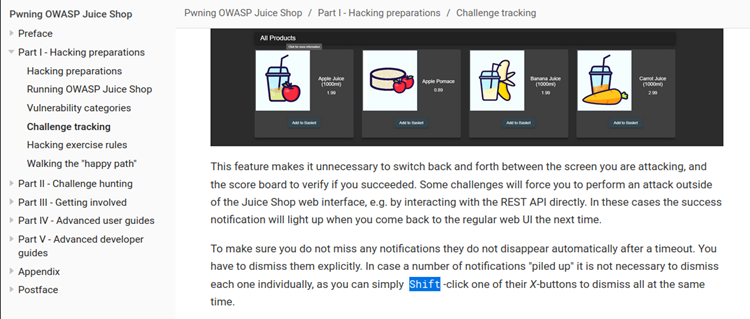 Pwning OWASP Juice Shop
Preface
Part I - Hacking preparations
Hacking preparations
Running OWASP Juice Shop
Vulnerability categories
Challenge tracking
Hacking exercise rules
Walking the "happy path"
Part II - Challenge hunting
Part III - Getting involved
Part IV - Advanced user guides
Part V - Advanced developer
guides
Appendix
Postface
Pwning OWASP Juice Shop / Part I - Hacking preparations / Challenge tracking
All Products
Click for more information
Apple Juice
(1000ml)
1.99
Add to Basket
Apple Pomace
0.89
Add to Basket
Banana Juice
(1000ml)
1.99
Add to Basket
Carrot Juice
(1000ml)
2.99
Add to Basket
This feature makes it unnecessary to switch back and forth between the screen you are attacking, and
the score board to verify if you succeeded. Some challenges will force you to perform an attack outside
of the Juice Shop web interface, e.g. by interacting with the REST API directly. In these cases the success
notification will light up when you come back to the regular web UI the next time.
To make sure you do not miss any notifications they do not disappear automatically after a timeout. You
have to dismiss them explicitly. In case a number of notifications "piled up" it is not necessary to dismiss
each one individually, as you can simply Shift -click one of their X-buttons to dismiss all at the same
time.